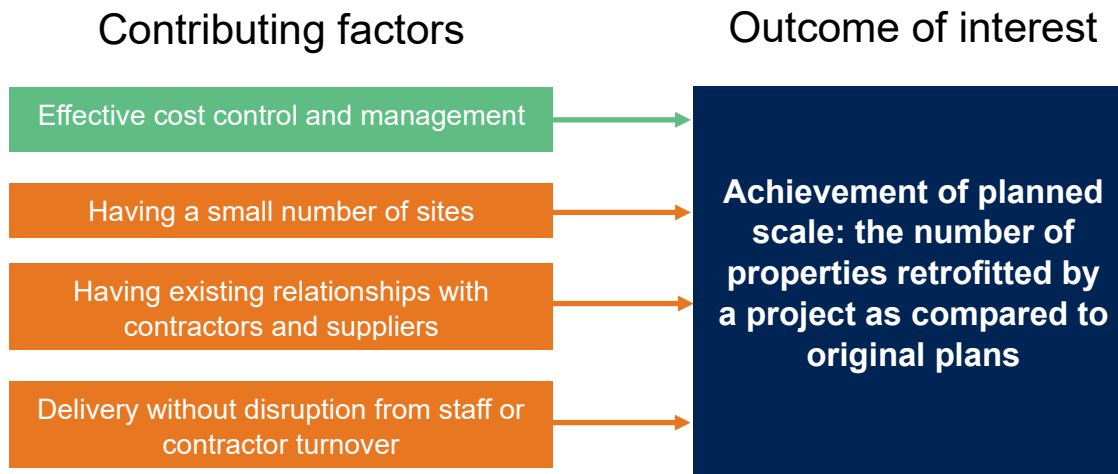 Contributing factors
Outcome of interest
Effective cost control and management
Having a small number of sites
Having existing relationships with
contractors and suppliers
Delivery without disruption from staff or
contractor turnover
Achievement of planned
scale: the number of
properties retrofitted by
a project as compared to
original plans